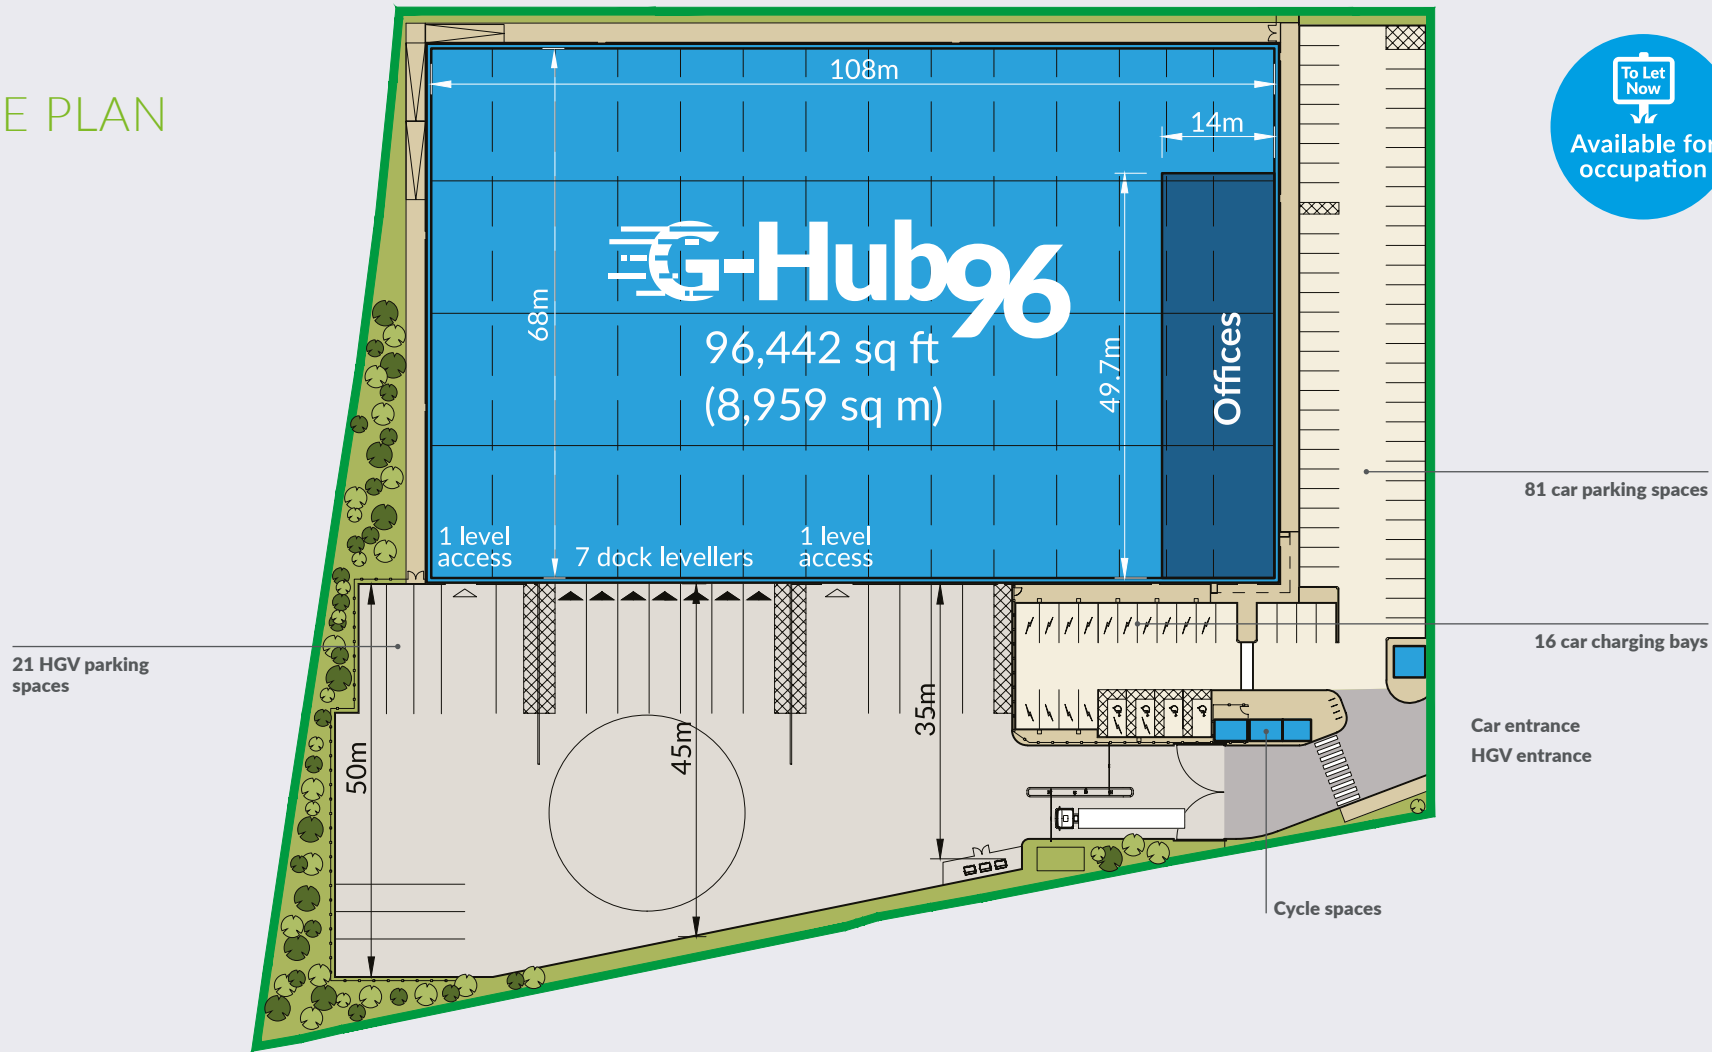 E PLAN
To Let
Now
Available for
occupation
108m
14m
G-Hub96
68m
96,442 sq ft
(8,959 sq m)
49.7m
Offices
1 level
access
7 dock levellers
1 level
access
81 car parking spaces
16 car charging bays
21 HGV parking
spaces
50m
45m
35m
Car entrance
HGV entrance
Cycle spaces